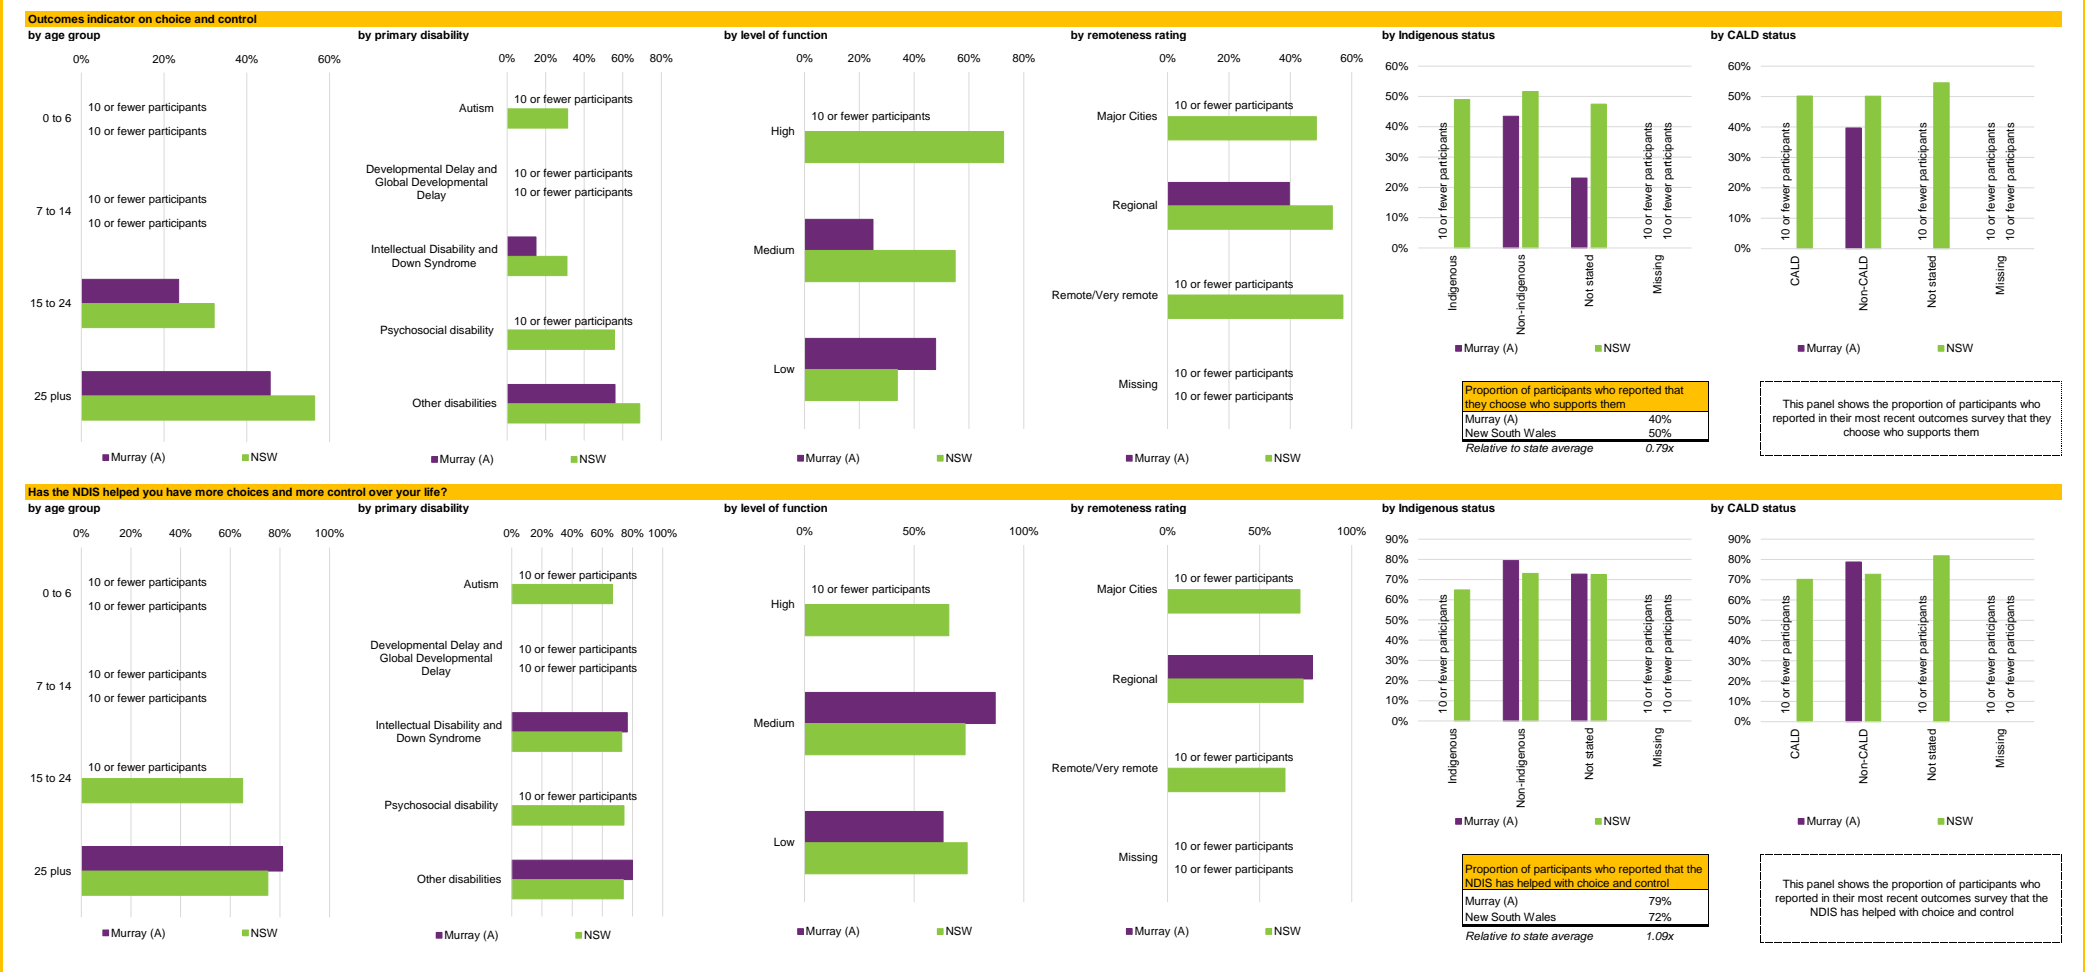 Outcomes indicator on choice and control
by age group
0% 20% 40% 60%
0 to 6
10 or fewer participants
10 or fewer participants
7 to 14
10 or fewer participants
10 or fewer participants
15 to 24
25 plus
Murray (A) NSW
by primary disability
0% 20% 40% 60% 80%
Autism
10 or fewer participants
Developmental Delay and
Global Developmental
Delay
10 or fewer participants
10 or fewer participants
Intellectual Disability and
Down Syndrome
Psychosocial disability
10 or fewer participants
Other disabilities
Murray (A) NSW
by level of function
0% 20% 40% 60% 80%
High
10 or fewer participants
Medium
Low
Murray (A) NSW
by remoteness rating
0% 20% 40% 60%
Major Cities
10 or fewer participants
Regional
Remote/Very remote
10 or fewer participants
Missing
10 or fewer participants
10 or fewer participants
Murray (A) NSW
by Indigenous status
60%
50%
40%
30%
20%
10%
0%
10 or fewer participants
10 or fewer participants
10 or fewer participants
Indigenous
Non-indigenous
Not stated
Missing
Murray (A) NSW
by CALD status
60%
50%
40%
30%
20%
10%
0%
10 or fewer participants
10 or fewer participants
10 or fewer participants
10 or fewer participants
CALD
Non-CALD
Not stated
Missing
Murray (A) NSW
Proportion of participants who reported that
they choose who supports them
Murray (A) 40%
New South Wales 50%
Relative to state average 0.79x
This panel shows the proportion of participants who
reported in their most recent outcomes survey that they
choose who supports them
Has the NDIS helped you have more choices and more control over your life?
by age group
0% 20% 40% 60% 80% 100%
0 to 6
10 or fewer participants
10 or fewer participants
7 to 14
10 or fewer participants
10 or fewer participants
15 to 24
10 or fewer participants
25 plus
Murray (A) NSW
by primary disability
0% 20% 40% 60% 80% 100%
Autism
10 or fewer participants
Developmental Delay and
Global Developmental
Delay
10 or fewer participants
10 or fewer participants
Intellectual Disability and
Down Syndrome
Psychosocial disability
10 or fewer participants
Other disabilities
Murray (A) NSW
by level of function
0% 50% 100%
High
10 or fewer participants
Medium
Low
Murray (A) NSW
by remoteness rating
0% 50% 100%
Major Cities
10 or fewer participants
Regional
Remote/Very remote
10 or fewer participants
Missing
10 or fewer participants
10 or fewer participants
Murray (A) NSW
by Indigenous status
90%
80%
70%
60%
50%
40%
30%
20%
10%
0%
10 or fewer participants
10 or fewer participants
10 or fewer participants
Indigenous
Non-indigenous
Not stated
Missing
Murray (A) NSW
by CALD status
90%
80%
70%
60%
50%
40%
30%
20%
10%
0%
10 or fewer participants
10 or fewer participants
10 or fewer participants
10 or fewer participants
CALD
Non-CALD
Not stated
Missing
Murray (A) NSW
Proportion of participants who reported that the
NDIS has helped with choice and control
Murray (A) 79%
New South Wales 72%
Relative to state average 1.09x
This panel shows the proportion of participants who
reported in their most recent outcomes survey that the
NDIS has helped with choice and control